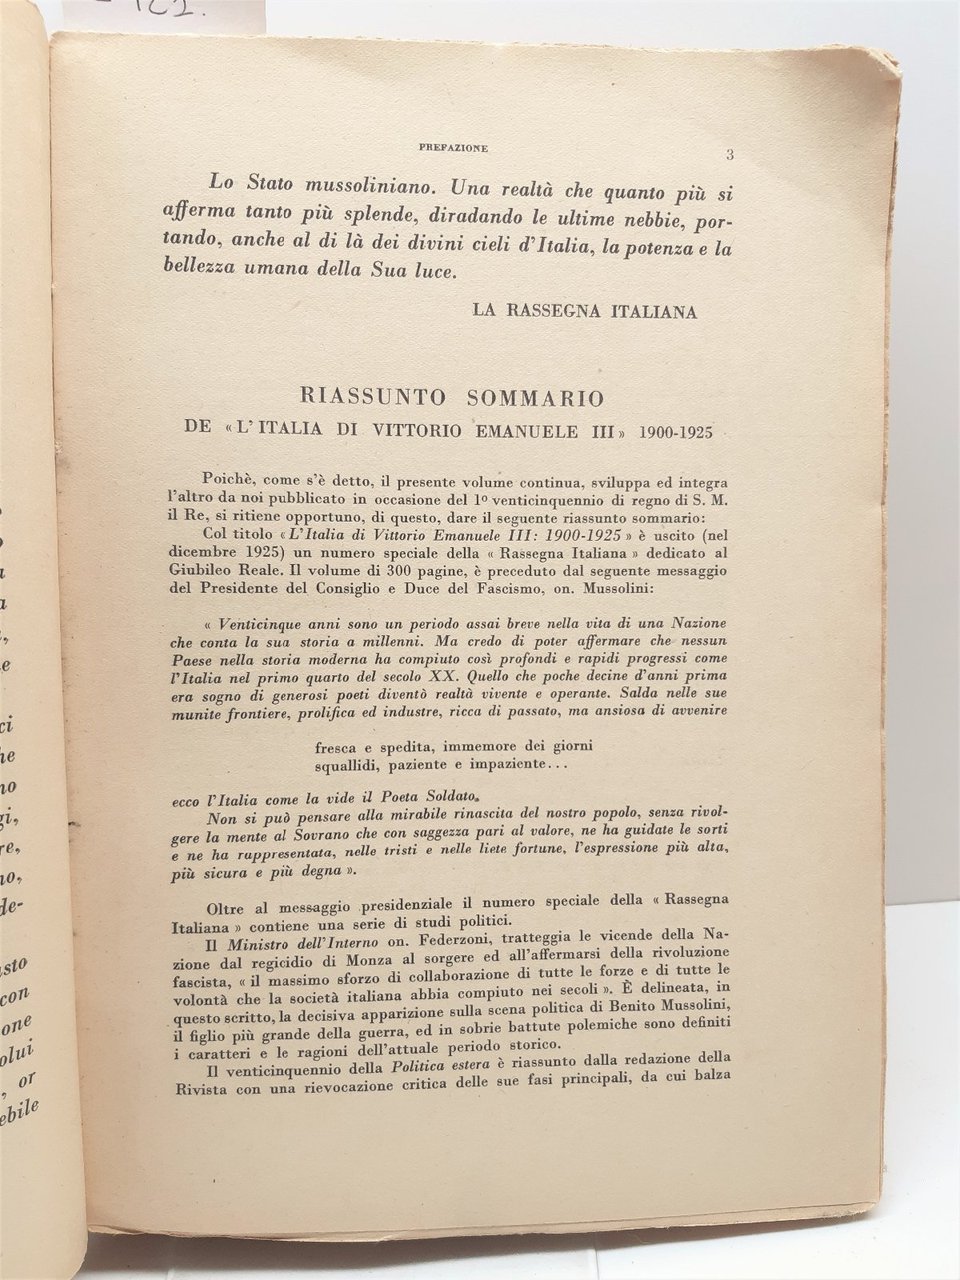 PREFAZIONE
3
Lo Stato mussoliniano. Una realtà che quanto più si
afferma tanto più splende, diradando le ultime nebbie, por-
tando, anche al di là dei divini cieli d'Italia, la potenza e la
bellezza umana della Sua luce.
LA RASSEGNA ITALIANA
RIASSUNTO SOMMARIO
DE «L'ITALIA DI VITTORIO EMANUELE III» 1900-1925
Poichè, come s'è detto, il presente volume continua, sviluppa ed integra
l'altro da noi pubblicato in occasione del 1º venticinquennio di regno di S. M.
il Re, si ritiene opportuno, di questo, dare il seguente riassunto sommario:
Col titolo «L'Italia di Vittorio Emanuele III: 1900-1925» è uscito (nel
dicembre 1925) un numero speciale della «Rassegna Italiana» dedicato al
Giubileo Reale. Il volume di 300 pagine, è preceduto dal seguente messaggio
del Presidente del Consiglio e Duce del Fascismo, on. Mussolini:
«Venticinque anni sono un periodo assai breve nella vita di una Nazione
che conta la sua storia a millenni. Ma credo di poter affermare che nessun
Paese nella storia moderna ha compiuto così profondi e rapidi progressi come
l'Italia nel primo quarto del secolo XX. Quello che poche decine d'anni prima
era sogno di generosi poeti diventò realtà vivente e operante. Salda nelle sue
munite frontiere, prolifica ed industre, ricca di passato, ma ansiosa di avvenire
fresca e spedita, immemore dei giorni
squallidi, paziente e impaziente...
ecco l'Italia come la vide il Poeta Soldato.
Non si può pensare alla mirabile rinascita del nostro popolo, senza rivol-
gere la mente al Sovrano che con saggezza pari al valore, ne ha guidate le sorti
e ne ha rappresentata, nelle tristi e nelle liete fortune, l'espressione più alta,
più sicura e più degna».
Oltre al messaggio presidenziale il numero speciale della «Rassegna
Italiana» contiene una serie di studi politici.
Il Ministro dell'Interno on. Federzoni, tratteggia le vicende della Na-
zione dal regicidio di Monza al sorgere ed all'affermarsi della rivoluzione
fascista, «il massimo sforzo di collaborazione di tutte le forze e di tutte le
volontà che la società italiana abbia compiuto nei secoli». È delineata, in
questo scritto, la decisiva apparizione sulla scena politica di Benito Mussolini,
il figlio più grande della guerra, ed in sobrie battute polemiche sono definiti
i caratteri e le ragioni dell'attuale periodo storico.
Il venticinquennio della Politica estera è riassunto dalla redazione della
Rivista con una rievocazione critica delle sue fasi principali, da cui balza